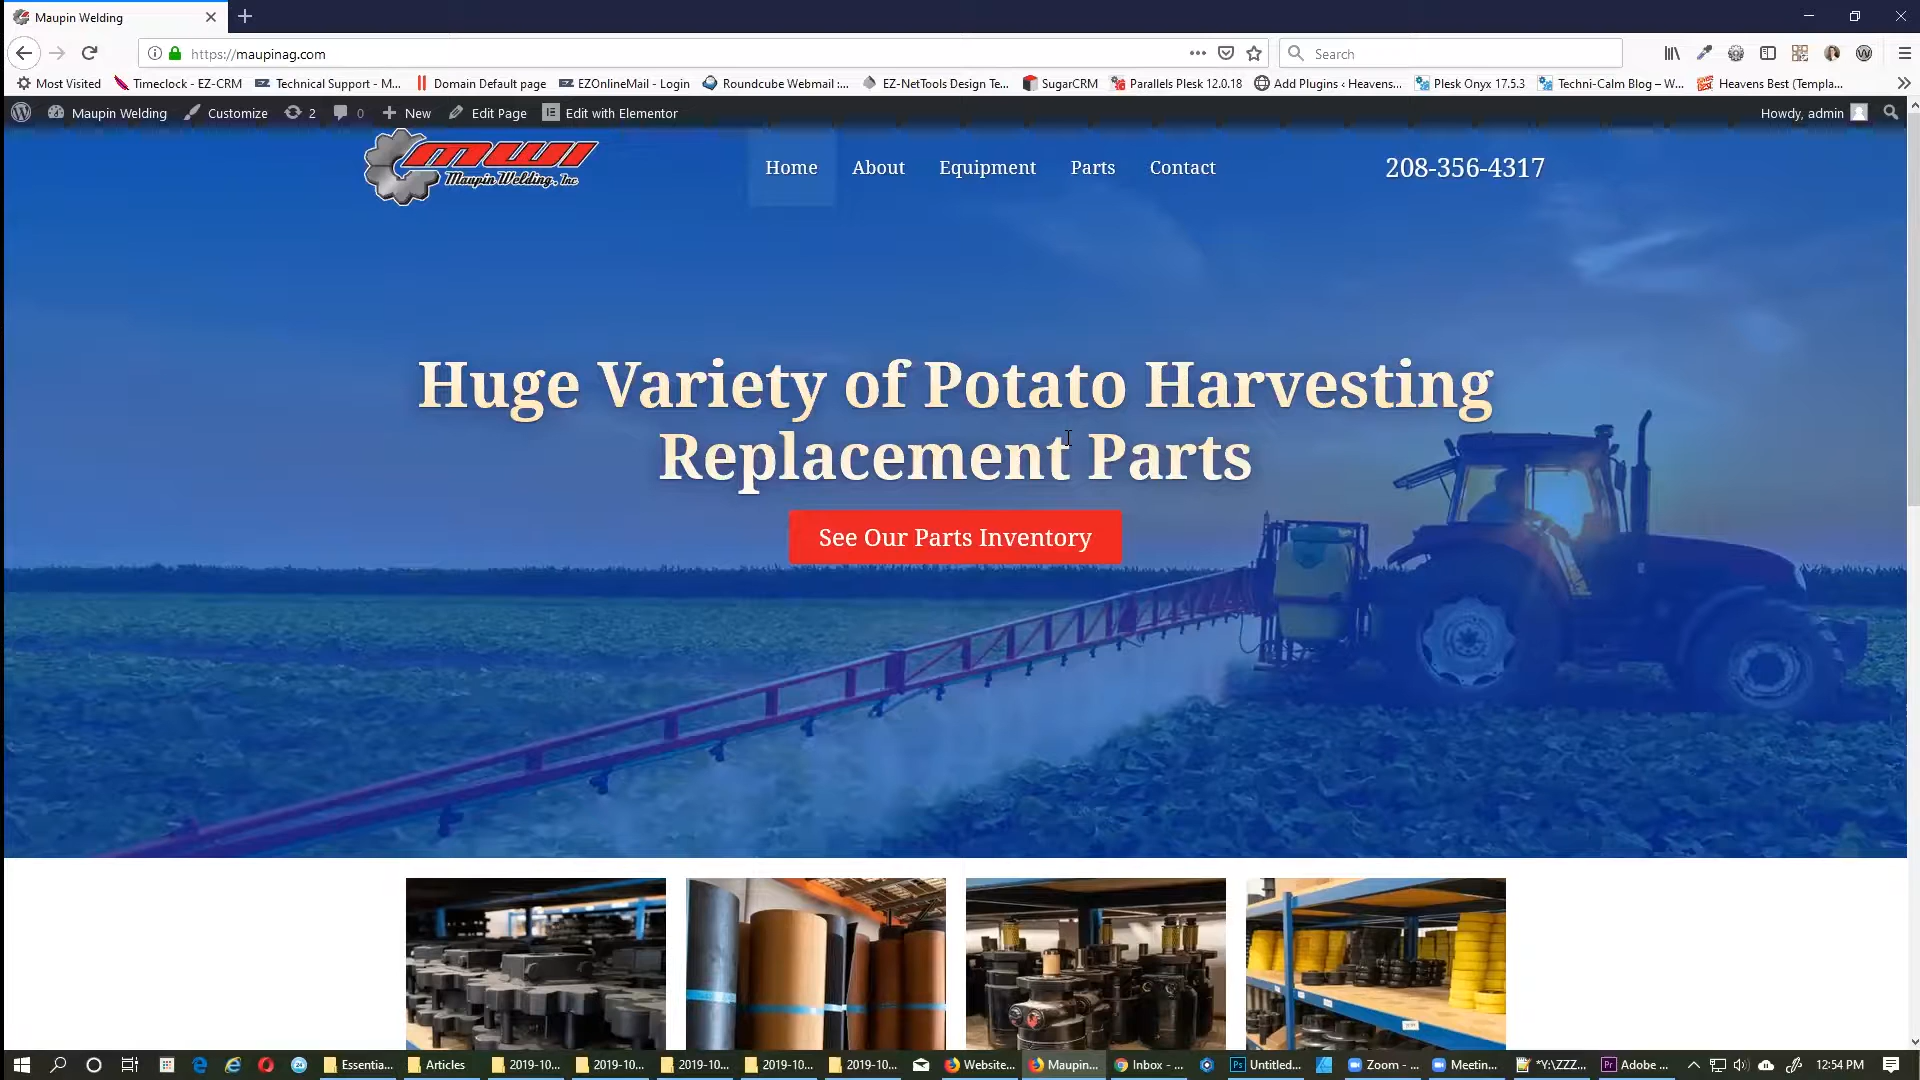 Maupin Welding
https://maupinag.com
Search
Most Visited
Timeclock - EZ-CRM
Technical Support - M...
Domain Default page
EZOnlineMail - Login
Roundcube Webmail :...
EZ-NetTools Design Te...
SugarCRM
Parallels Plesk 12.0.18
Add Plugins ‹ Heavens...
Plesk Onyx 17.5.3
Techni-Calm Blog – W...
Heavens Best (Templa...
Maupin Welding
Customize
2
0
New
Edit Page
Edit with Elementor
Howdy, admin
MWI
Maupin Welding, Inc
Home
About
Equipment
Parts
Contact
208-356-4317
Huge Variety of Potato Harvesting
Replacement Parts
See Our Parts Inventory
Essentia...
Articles
2019-10...
2019-10...
2019-10...
2019-10...
2019-10...
Website...
Maupin...
Inbox - ...
Untitled...
Zoom - ...
Meetin...
*Y:\ZZZ...
Adobe ...
12:54 PM